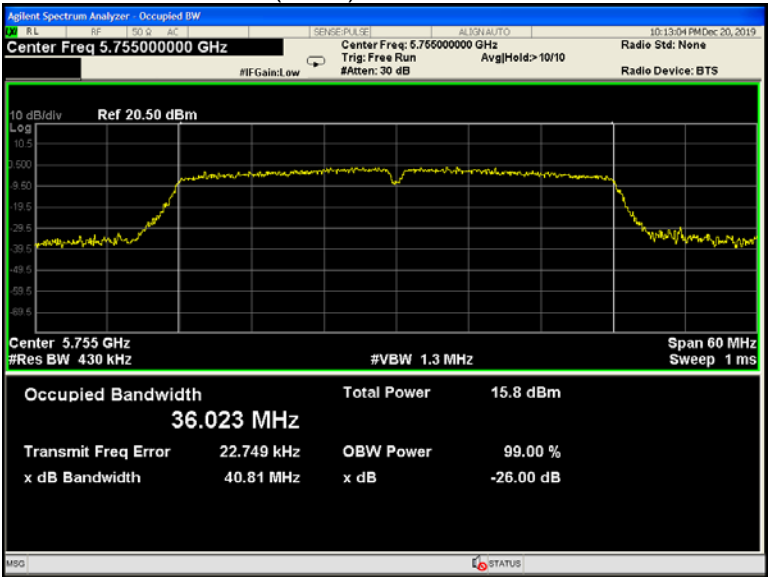 Agilent Spectrum Analyzer - Occupied BW
RL RF 50 Ω AC SENSE:PULSE ALIGNAUTO 10:13:04 PM Dec 20, 2019
Center Freq 5.755000000 GHz Center Freq: 5.755000000 GHz Radio Std: None
Trig: Free Run Avg|Hold:> 10/10
#IFGain:Low #Atten: 30 dB Radio Device: BTS
10 dB/div Ref 20.50 dBm
Log
10.5
0.500
-9.50
-19.5
-29.5
-39.5
-49.5
-59.5
-69.5
Center 5.755 GHz Span 60 MHz
#Res BW 430 kHz #VBW 1.3 MHz Sweep 1 ms
Occupied Bandwidth Total Power 15.8 dBm
36.023 MHz
Transmit Freq Error 22.749 kHz OBW Power 99.00 %
x dB Bandwidth 40.81 MHz x dB -26.00 dB
MSG STATUS